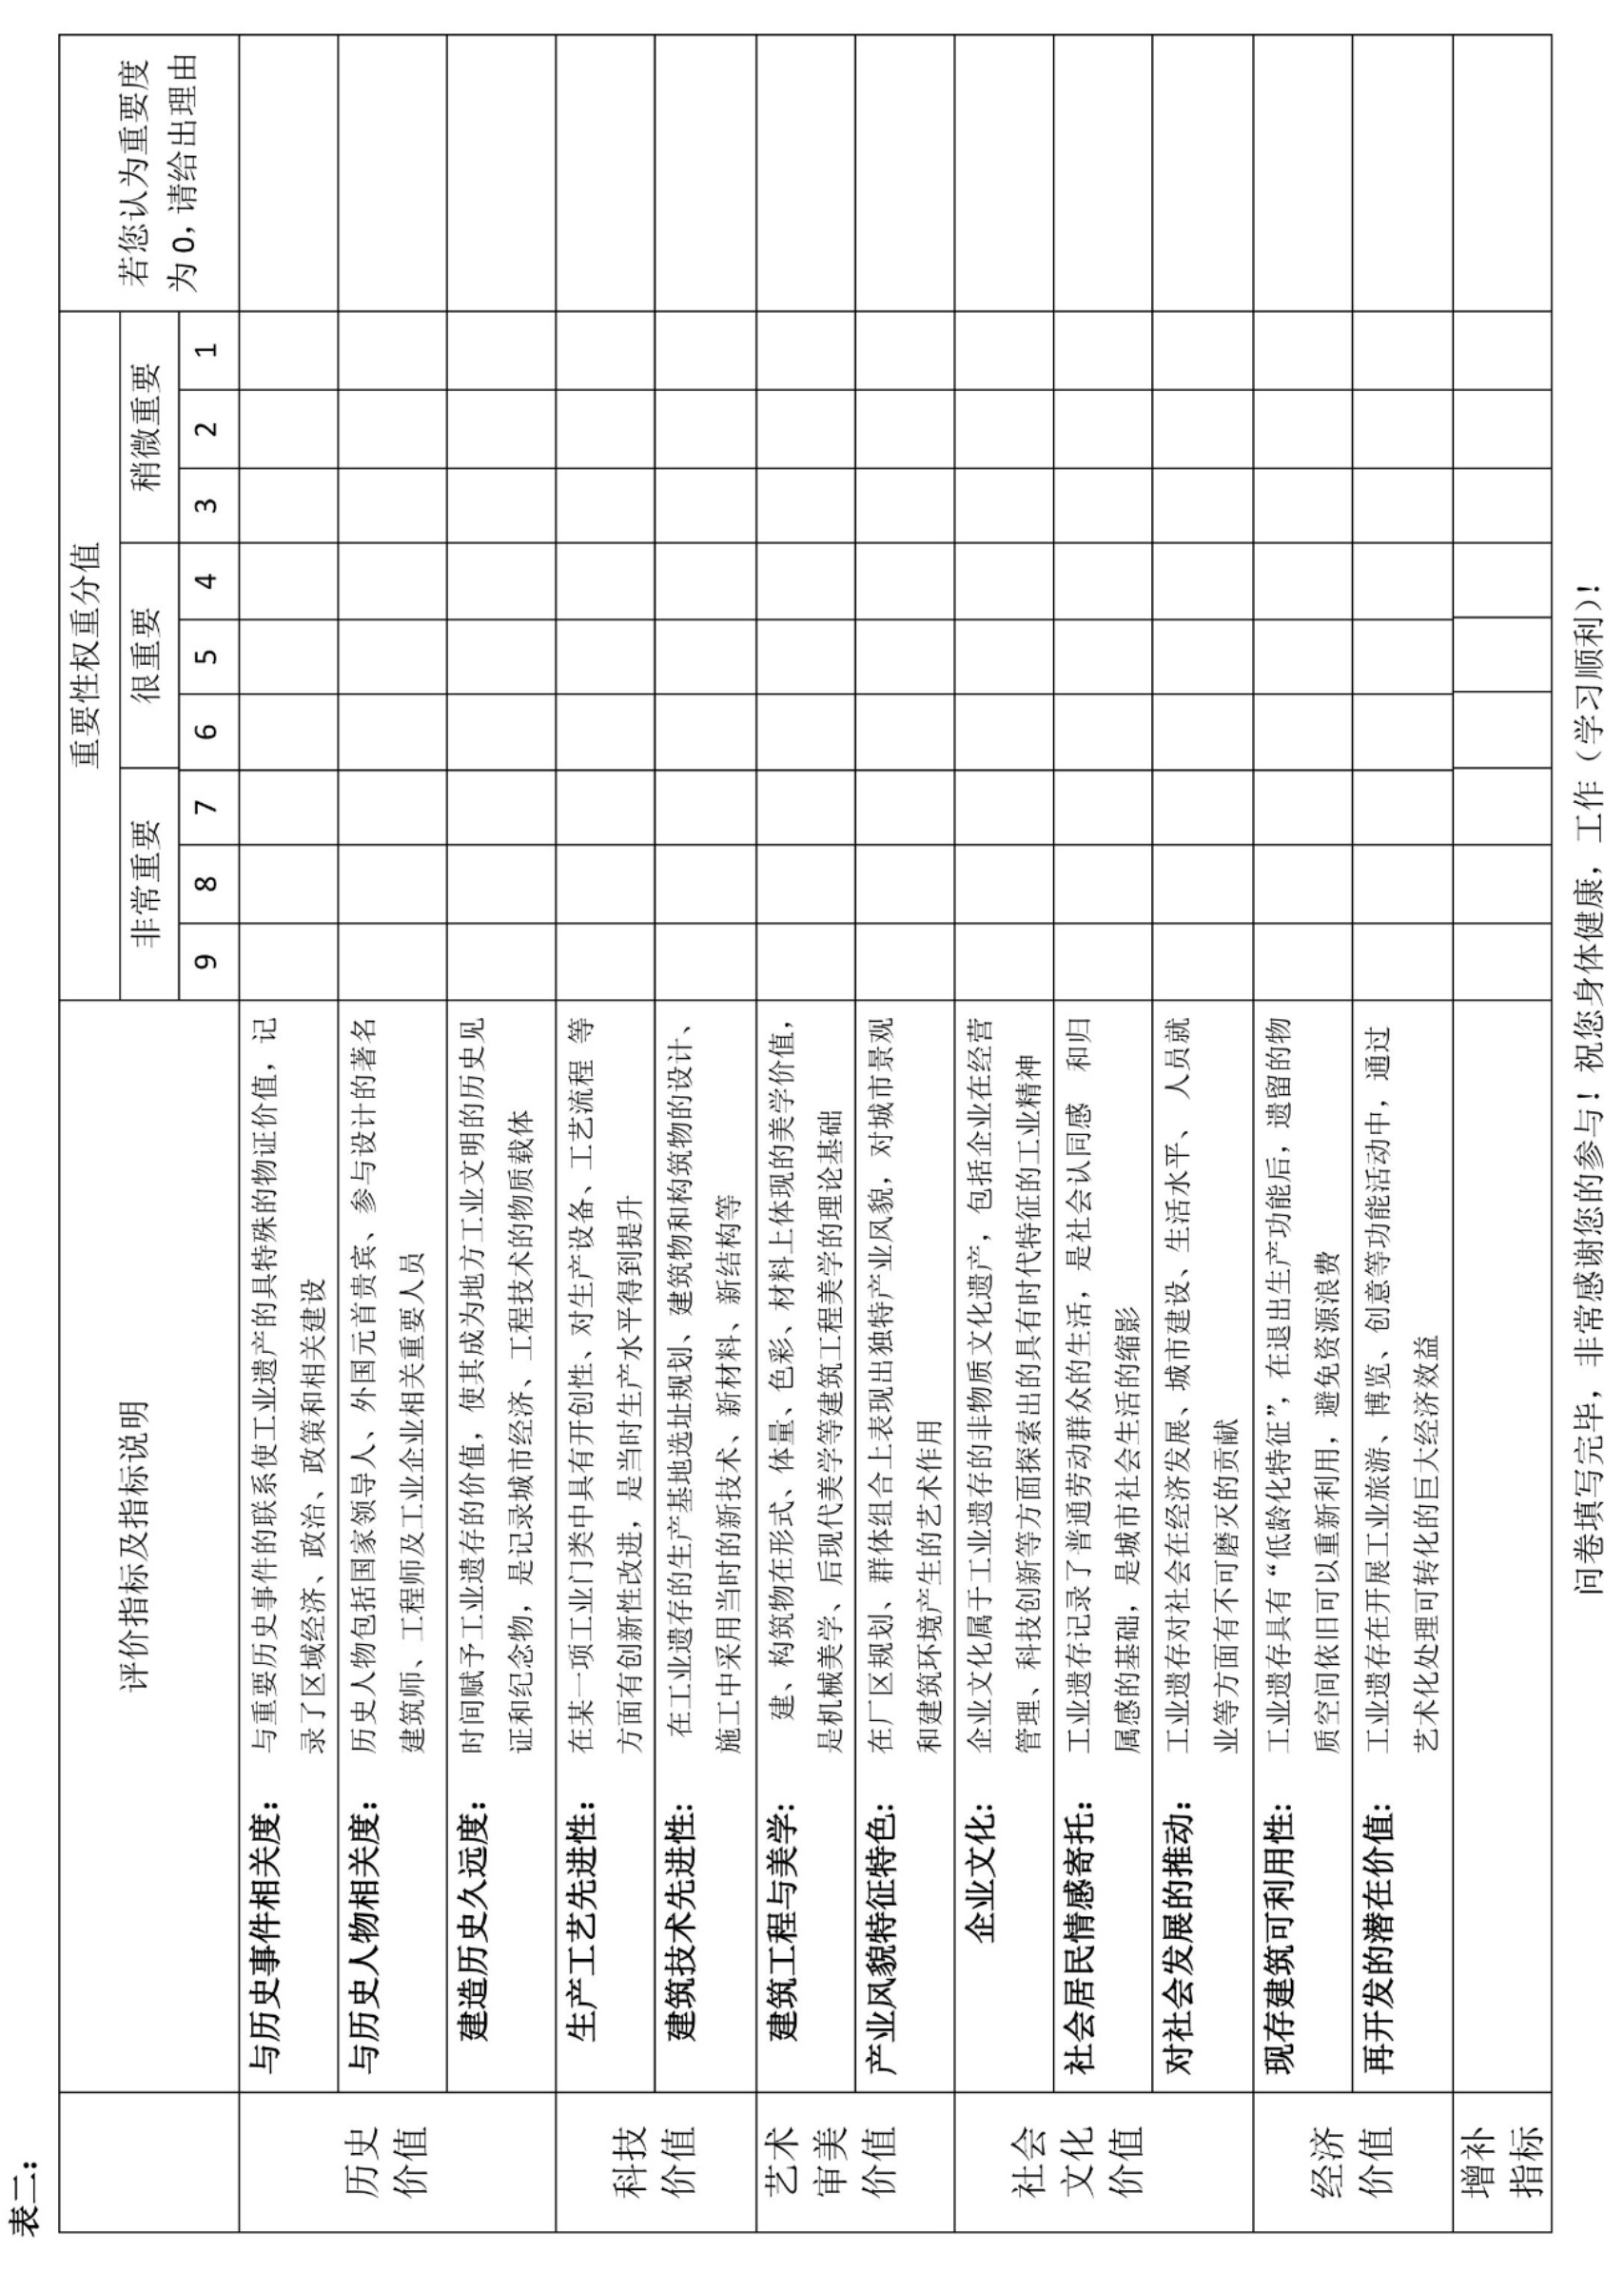 表二：
评价指标及指标说明
重要性权重分值
若您认为重要度
为 0，请给出理由
非常重要
很重要
稍微重要
9 8 7 6 5 4 3 2 1
历史
价值
与历史事件相关度： 与重要历史事件的联系使工业遗产的具特殊的物证价值，记
录了区域经济、政治、政策和相关建设
与历史人物相关度： 历史人物包括国家领导人、外国元首贵宾、参与设计的著名
建筑师、工程师及工业企业相关重要人员
建造历史久远度： 时间赋予工业遗存的价值，使其成为地方工业文明的历史见
证和纪念物，是记录城市经济、工程技术的物质载体
科技
价值
生产工艺先进性： 在某一项工业门类中具有开创性、对生产设备、工艺流程 等
方面有创新性改进，是当时生产水平得到提升
建筑技术先进性： 在工业遗存的生产基地选址规划、建筑物和构筑物的设计、
施工中采用当时的新技术、新材料、新结构等
艺术
审美
价值
建筑工程与美学： 建、构筑物在形式、体量、色彩、材料上体现的美学价值，
是机械美学、后现代美学等建筑工程美学的理论基础
产业风貌特征特色： 在厂区规划、群体组合上表现出独特产业风貌，对城市景观
和建筑环境产生的艺术作用
社会
文化
价值
企业文化： 企业文化属于工业遗存的非物质文化遗产，包括企业在经营
管理、科技创新等方面探索出的具有时代特征的工业精神
社会居民情感寄托： 工业遗存记录了普通劳动群众的生活，是社会认同感 和归
属感的基础，是城市社会生活的缩影
对社会发展的推动： 工业遗存对社会在经济发展、城市建设、生活水平、人员就
业等方面有不可磨灭的贡献
经济
价值
现存建筑可利用性： 工业遗存具有“低龄化特征”，在退出生产功能后，遗留的物
质空间依旧可以重新利用，避免资源浪费
再开发的潜在价值： 工业遗存在开展工业旅游、博览、创意等功能活动中，通过
艺术化处理可转化的巨大经济效益
增补
指标
问卷填写完毕，非常感谢您的参与！祝您身体健康，工作（学习顺利）！